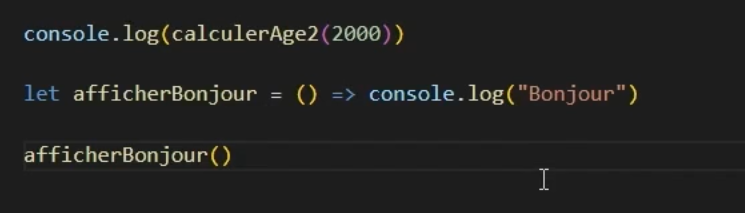 console.log(calculerAge2(2000))
let afficherBonjour = () => console.log("Bonjour")
afficherBonjour()